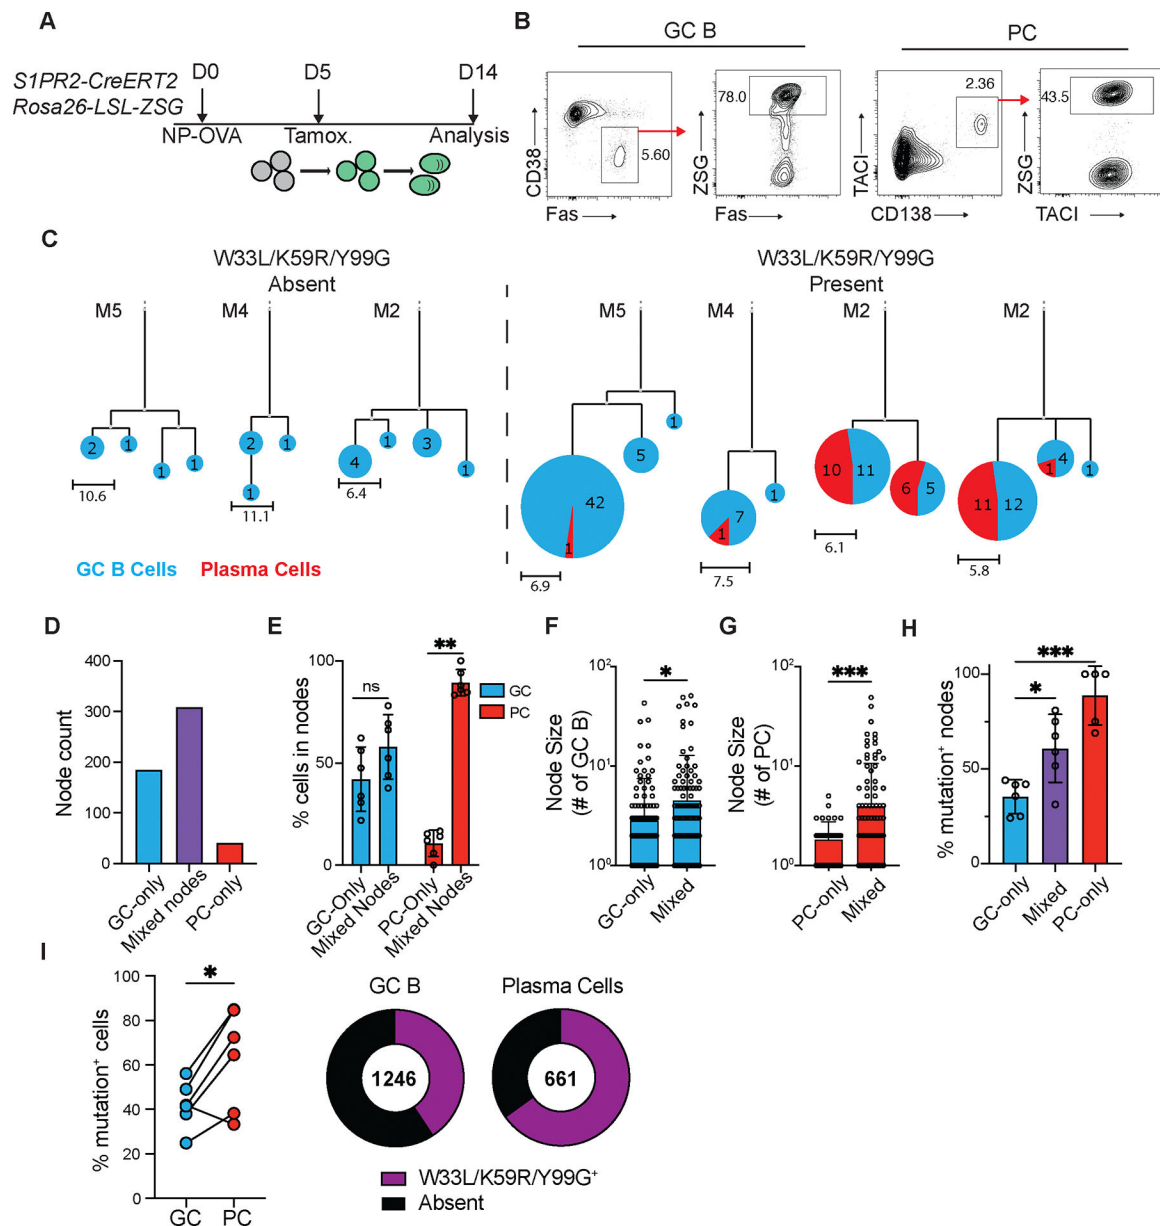 A
S1PR2-CreERT2
Rosa26-LSL-ZSG
D0
D5
D14
NP-OVA
Tamox.
Analysis
B
GC B
PC
CD38
Fas
5.60
78.0
ZSG
Fas
TACI
CD138
2.36
43.5
ZSG
TACI
C
W33L/K59R/Y99G
Absent
M5
M4
M2
2
1
1
1
10.6
2
1
1
11.1
4
1
3
1
6.4
W33L/K59R/Y99G
Present
M5
M4
M2
M2
42
1
5
1
6.9
7
1
1
7.5
10
11
6
5
6.1
11
12
1
4
1
5.8
GC B Cells
Plasma Cells
D
Node count
400
300
200
100
0
GC-only
Mixed nodes
PC-only
E
% cells in nodes
100
50
0
ns
**
GC
PC
GC-Only
Mixed Nodes
PC-Only
Mixed Nodes
F
Node Size
(# of GC B)
10²
10¹
10⁰
*
GC-only
Mixed
G
Node Size
(# of PC)
10²
10¹
10⁰
***
PC-only
Mixed
H
% mutation⁺ nodes
100
50
0
***
*
GC-only
Mixed
PC-only
I
% mutation⁺ cells
100
80
60
40
20
0
*
GC
PC
GC B
1246
Plasma Cells
661
W33L/K59R/Y99G⁺
Absent